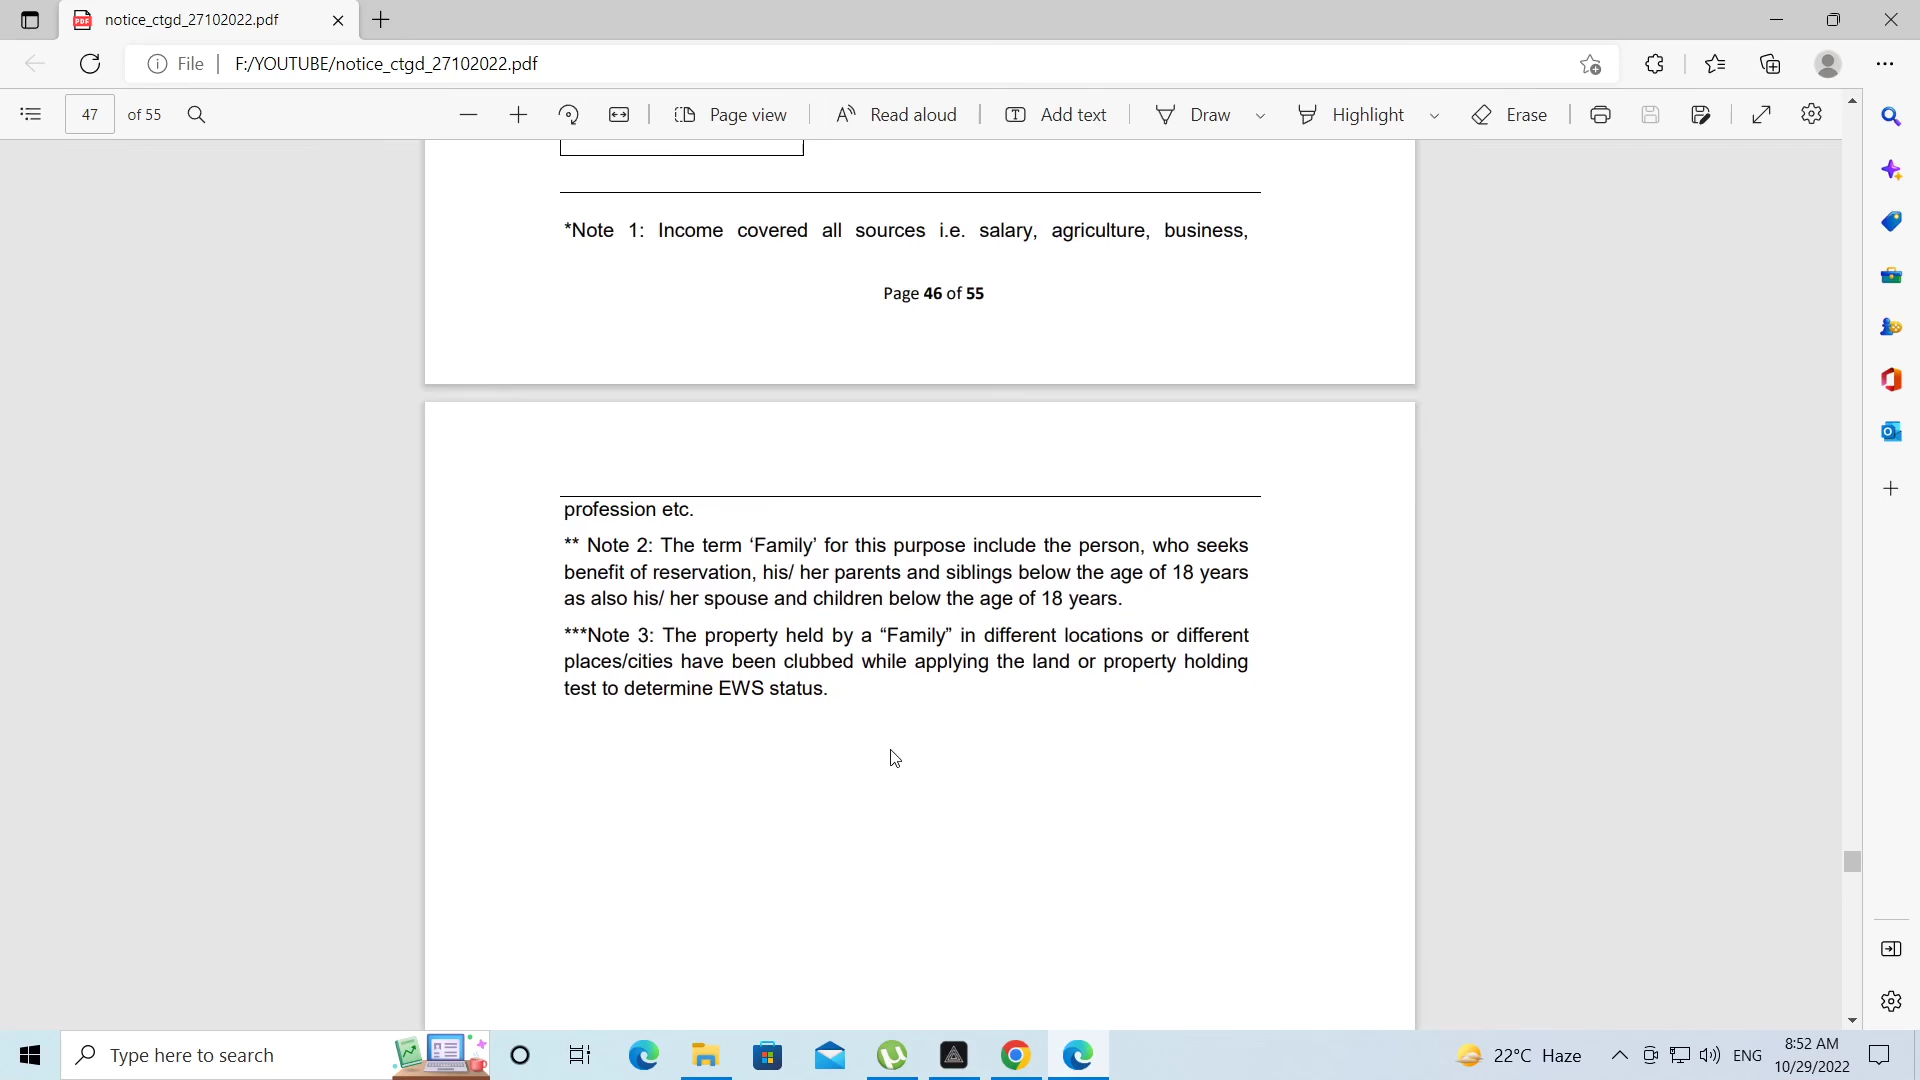 notice_ctgd_27102022.pdf
File
F:/YOUTUBE/notice_ctgd_27102022.pdf
47 of 55
Page view
Read aloud
Add text
Draw
Highlight
Erase
*Note 1: Income covered all sources i.e. salary, agriculture, business,
Page 46 of 55
profession etc.
** Note 2: The term ‘Family’ for this purpose include the person, who seeks
benefit of reservation, his/ her parents and siblings below the age of 18 years
as also his/ her spouse and children below the age of 18 years.
***Note 3: The property held by a “Family” in different locations or different
places/cities have been clubbed while applying the land or property holding
test to determine EWS status.
Type here to search
22°C Haze
ENG
8:52 AM
10/29/2022